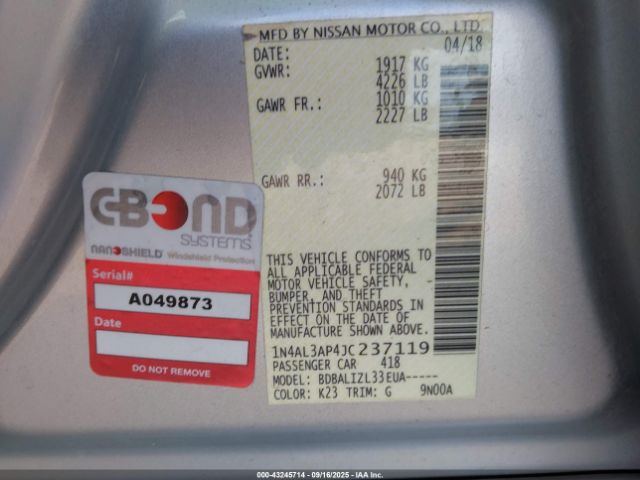 MFD BY NISSAN MOTOR CO., LTD.
DATE: 04/18
GVWR: 1917 KG
4226 LB
GAWR FR.: 1010 KG
2227 LB
GAWR RR.: 940 KG
2072 LB
THIS VEHICLE CONFORMS TO
ALL APPLICABLE FEDERAL
MOTOR VEHICLE SAFETY,
BUMPER, AND THEFT
PREVENTION STANDARDS IN
EFFECT ON THE DATE OF
MANUFACTURE SHOWN ABOVE.
1N4AL3AP4JC237119
PASSENGER CAR 418
MODEL: BDBALIZL33EUA-----
COLOR: K23 TRIM: G 9N00A
C-BOND
SYSTEMS
NANOSHIELD Windshield Protection
Serial#
A049873
Date
000-43245714 - 09/16/2025 - IAA Inc.